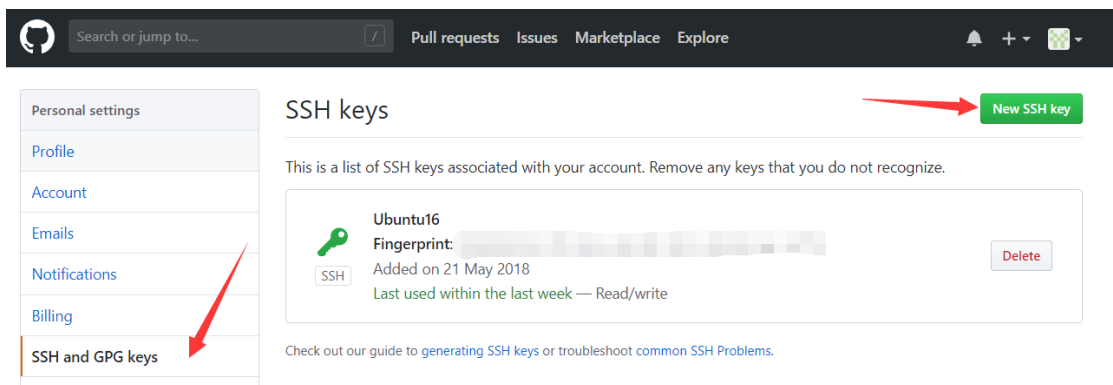 Search or jump to... / Pull requests Issues Marketplace Explore
Personal settings
Profile
Account
Emails
Notifications
Billing
SSH and GPG keys
SSH keys
New SSH key
This is a list of SSH keys associated with your account. Remove any keys that you do not recognize.
Ubuntu16
Fingerprint:
SSH
Added on 21 May 2018
Last used within the last week — Read/write
Delete
Check out our guide to generating SSH keys or troubleshoot common SSH Problems.